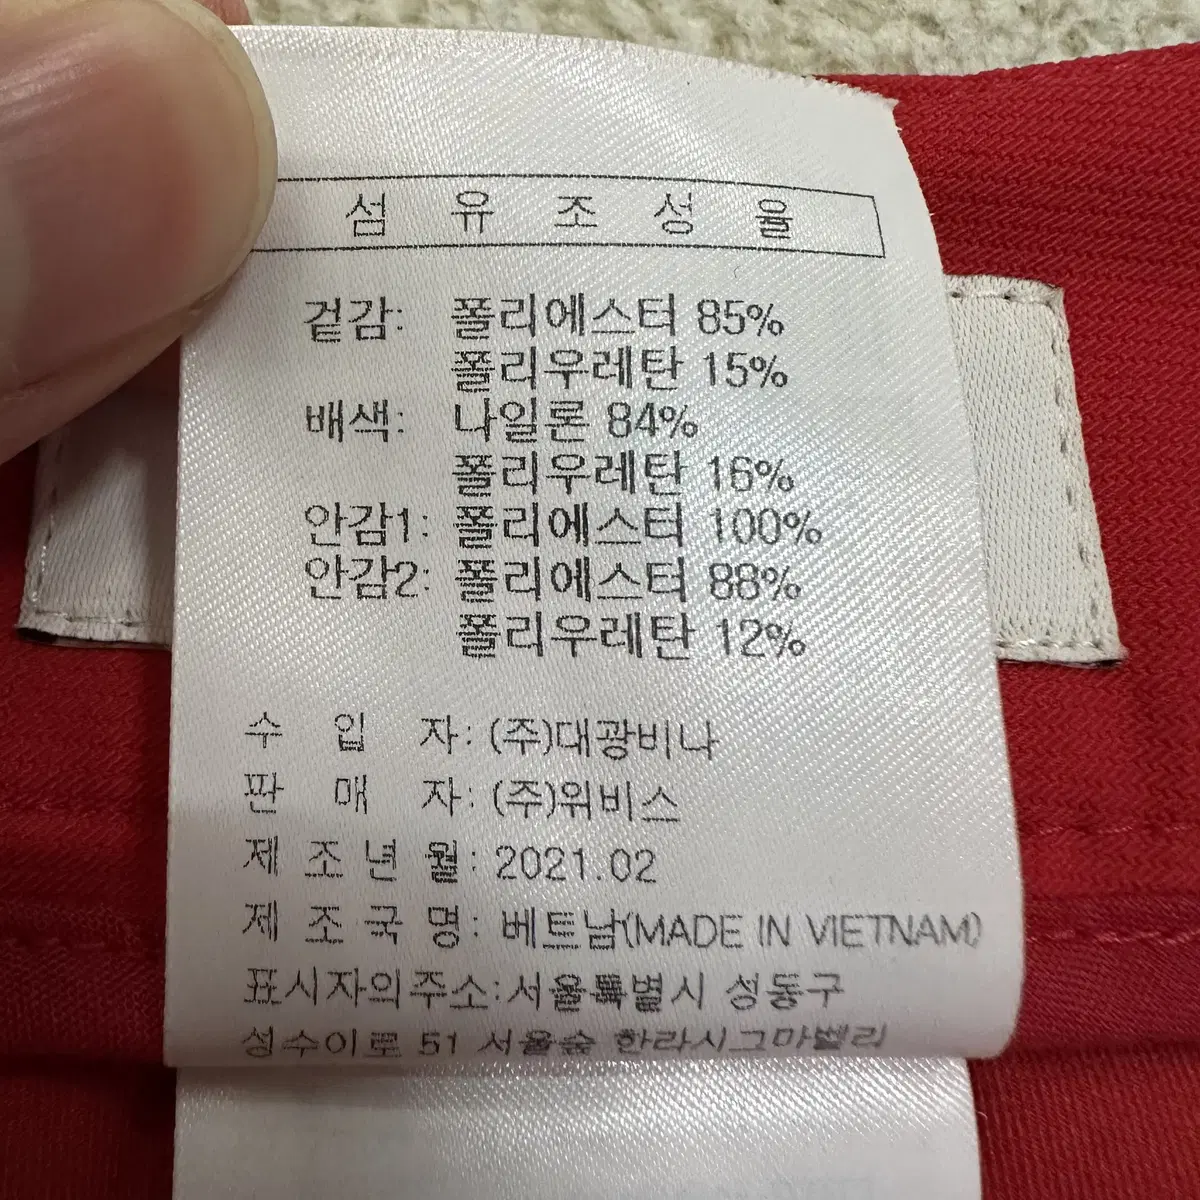 섬 유 조 성 율
겉감: 폴리에스터 85%
폴리우레탄 15%
배색: 나일론 84%
폴리우레탄 16%
안감1: 폴리에스터 100%
안감2: 폴리에스터 88%
폴리우레탄 12%
수 입 자: (주)대광비나
판 매 자: (주)위비스
제 조 년 월: 2021.02
제 조 국 명: 베트남(MADE IN VIETNAM)
표시자의주소:서울특별시 성동구
성수이로 51 서울숲 한라시그마밸리